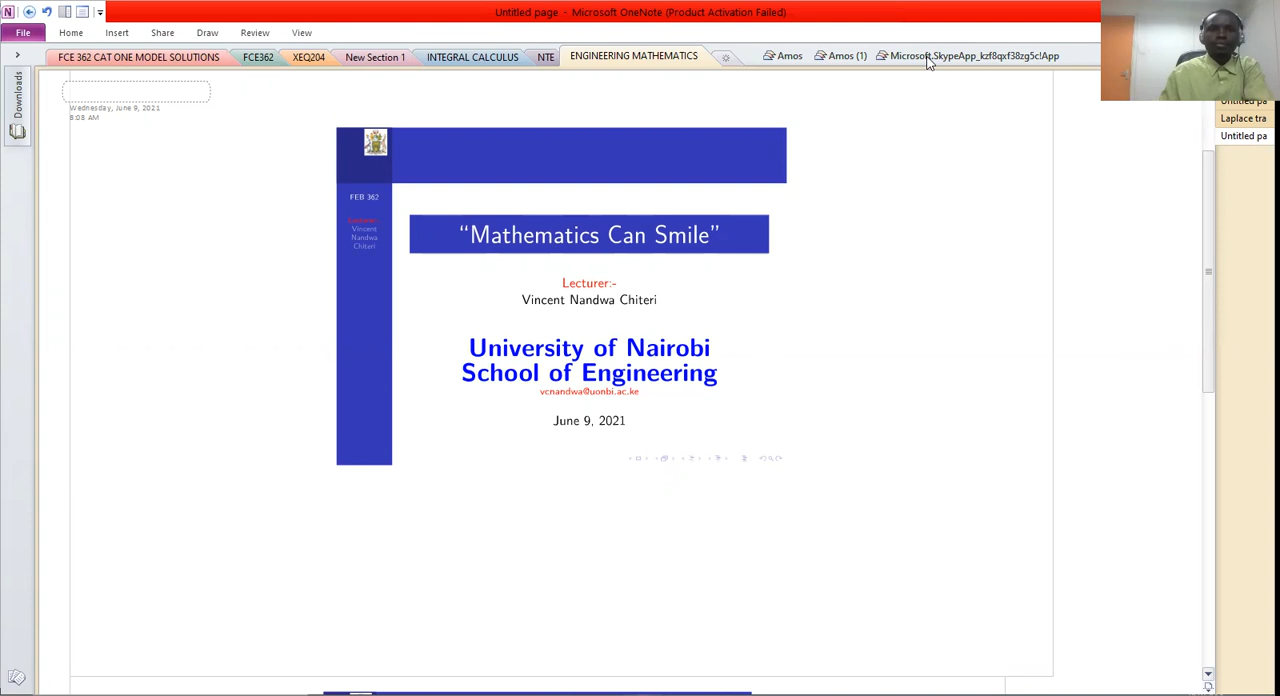 Untitled page - Microsoft OneNote (Product Activation Failed)
File Home Insert Share Draw Review View
FCE 362 CAT ONE MODEL SOLUTIONS FCE362 XEQ204 New Section 1 INTEGRAL CALCULUS NTE ENGINEERING MATHEMATICS Amos Amos (1) Microsoft.SkypeApp_kzf8qxf38zg5c!App
Downloads
Untitled pa
Laplace tra
Untitled pa
Wednesday, June 9, 2021
8:08 AM
FEB 362
Lecturer:-
Vincent
Nandwa
Chiteri
“Mathematics Can Smile”
Lecturer:-
Vincent Nandwa Chiteri
University of Nairobi
School of Engineering
vcnandwa@uonbi.ac.ke
June 9, 2021